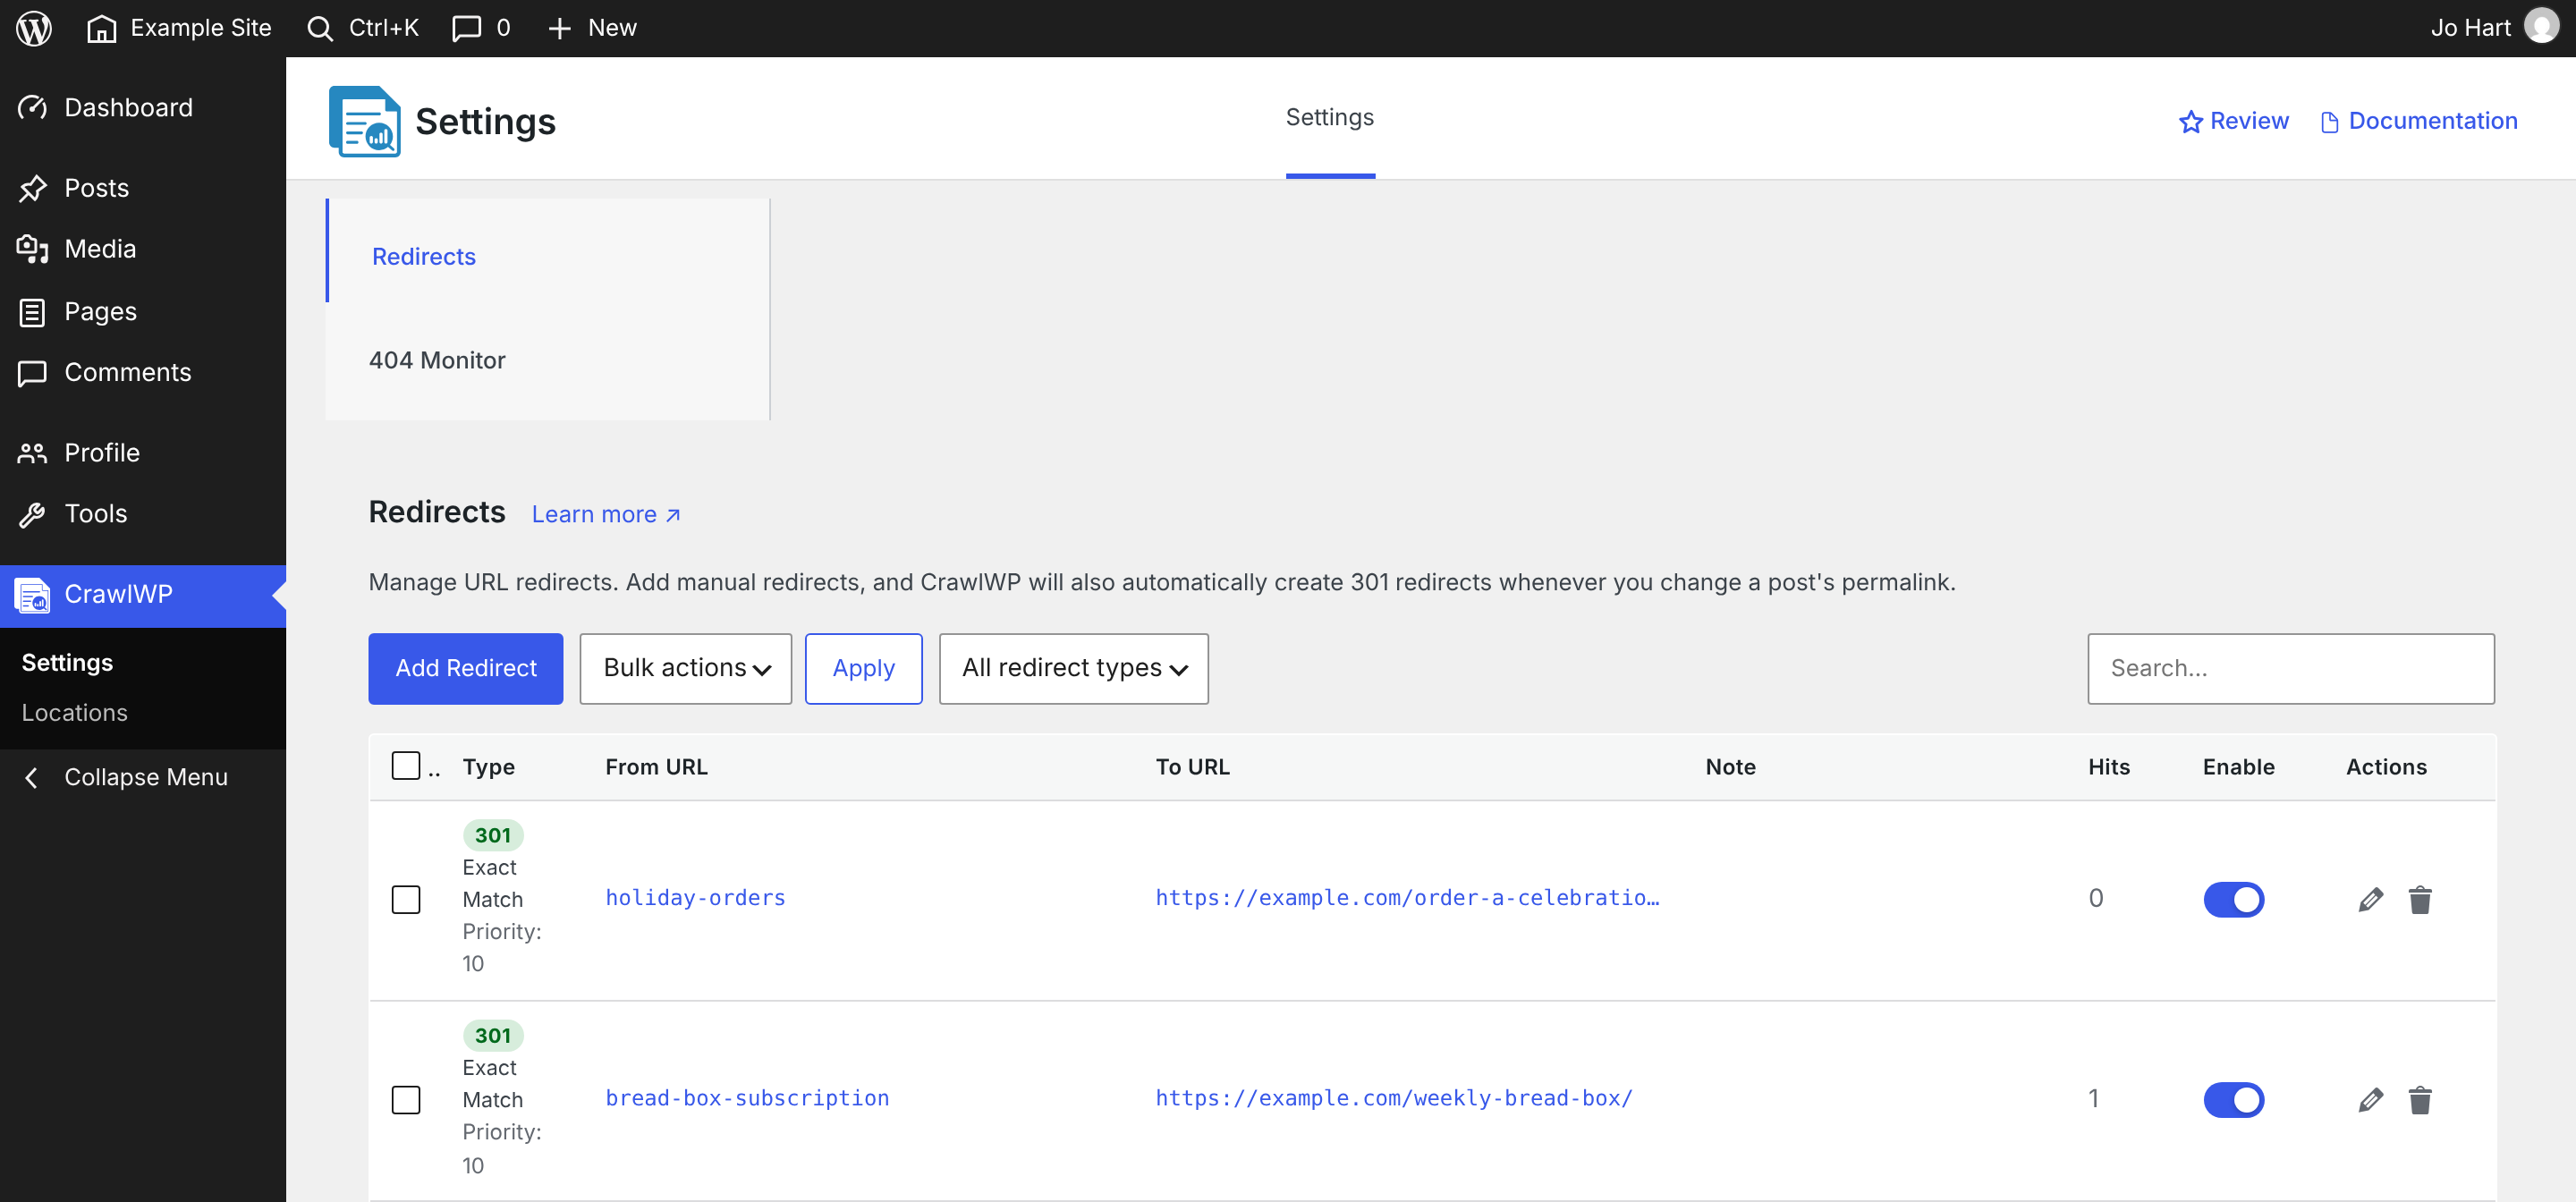 Example Site Ctrl+K 0 New Jo Hart
Dashboard
Posts
Media
Pages
Comments
Profile
Tools
CrawlWP
Settings
Locations
Collapse Menu
Settings
Settings
Review Documentation
Redirects
404 Monitor
Redirects Learn more
Manage URL redirects. Add manual redirects, and CrawlWP will also automatically create 301 redirects whenever you change a post's permalink.
Add Redirect Bulk actions Apply All redirect types Search...
.. Type From URL To URL Note Hits Enable Actions
301
Exact
Match
Priority:
10
holiday-orders https://example.com/order-a-celebratio… 0
301
Exact
Match
Priority:
10
bread-box-subscription https://example.com/weekly-bread-box/ 1